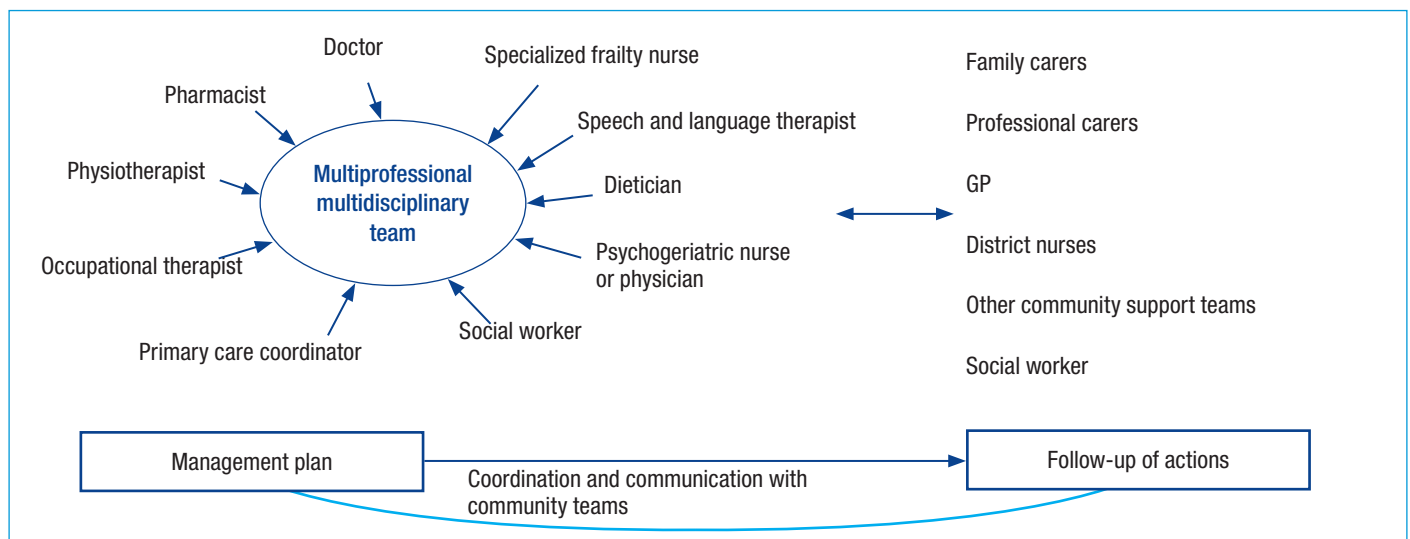 Doctor
Specialized frailty nurse
Pharmacist
Speech and language therapist
Physiotherapist
Multiprofessional
multidisciplinary
team
Dietician
Occupational therapist
Psychogeriatric nurse
or physician
Primary care coordinator
Social worker
Family carers
Professional carers
GP
District nurses
Other community support teams
Social worker
Management plan
Coordination and communication with
community teams
Follow-up of actions